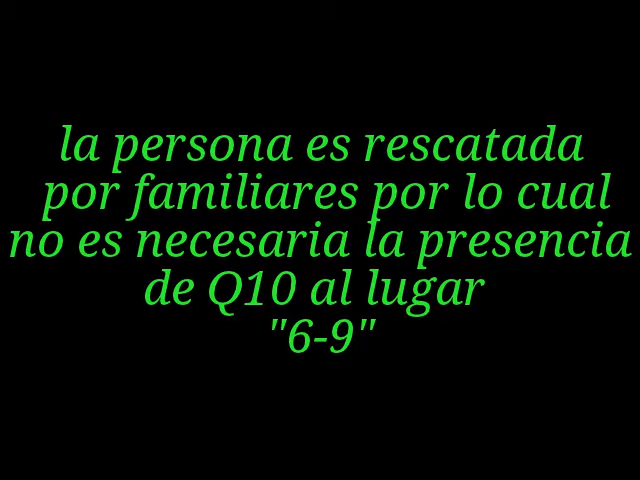 la persona es rescatada
por familiares por lo cual
no es necesaria la presencia
de Q10 al lugar
"6-9"